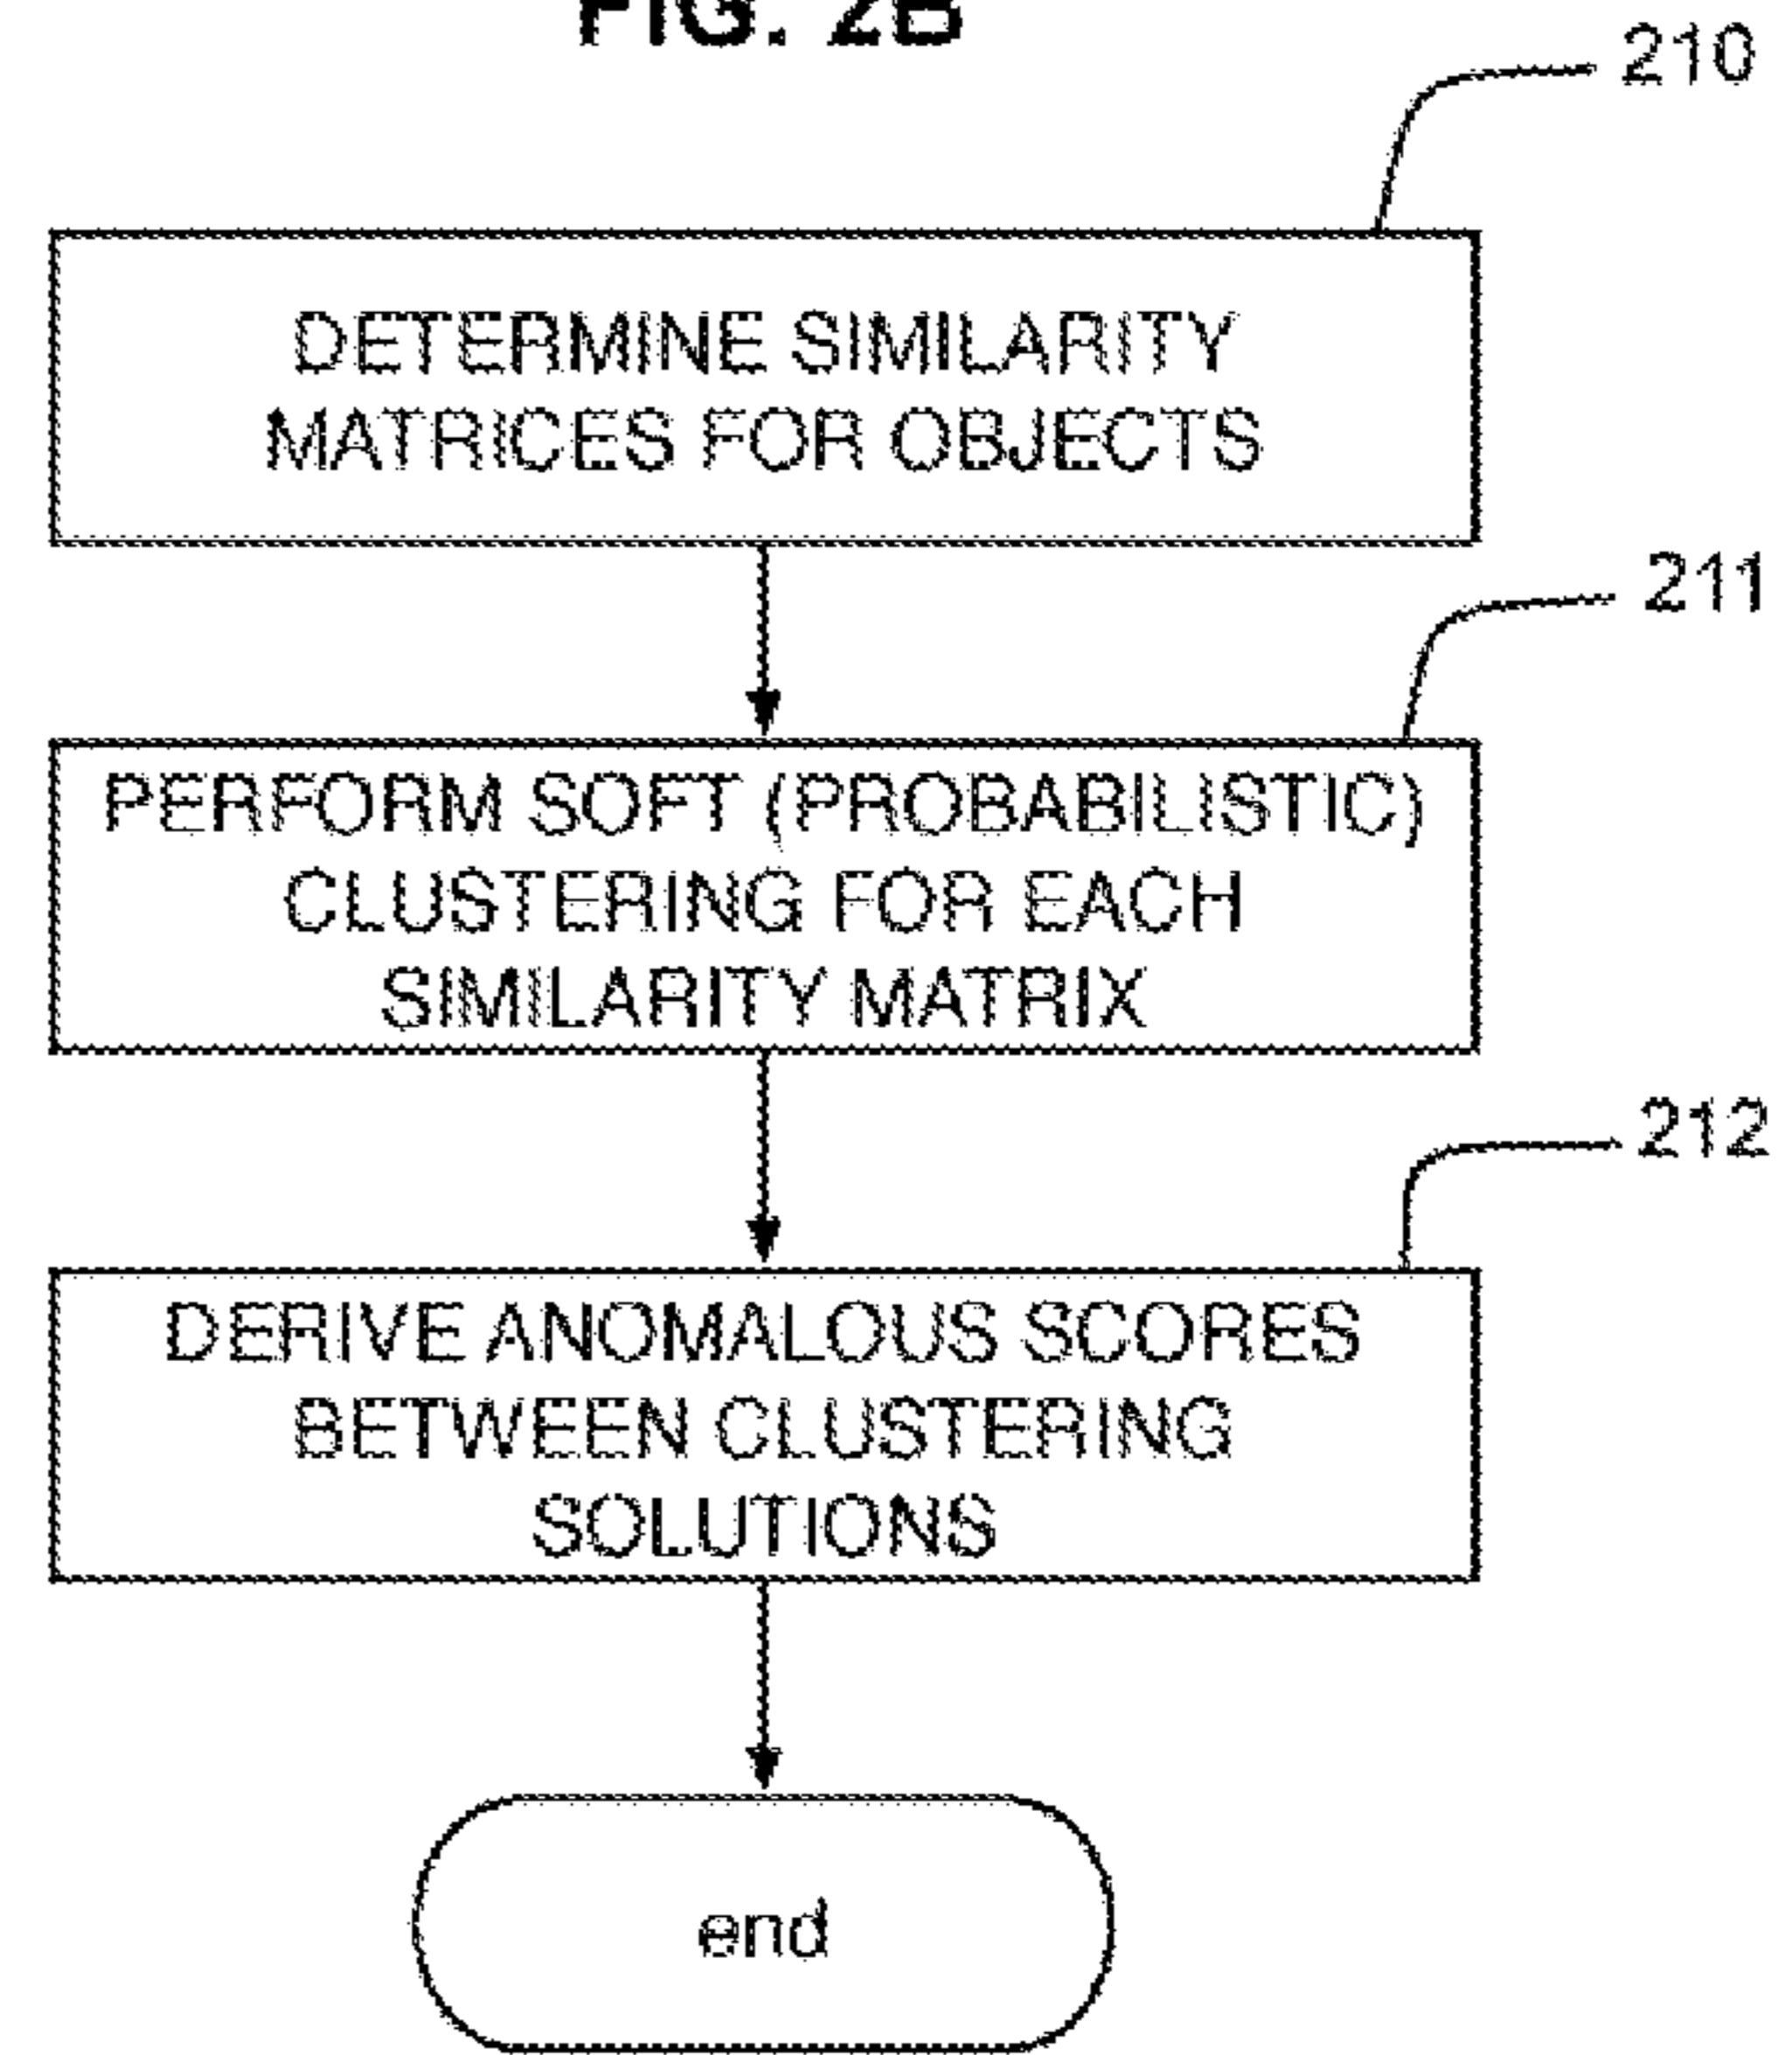 FIG. 2B
210
DETERMINE SIMILARITY
MATRICES FOR OBJECTS
211
PERFORM SOFT (PROBABILISTIC)
CLUSTERING FOR EACH
SIMILARITY MATRIX
212
DERIVE ANOMALOUS SCORES
BETWEEN CLUSTERING
SOLUTIONS
end